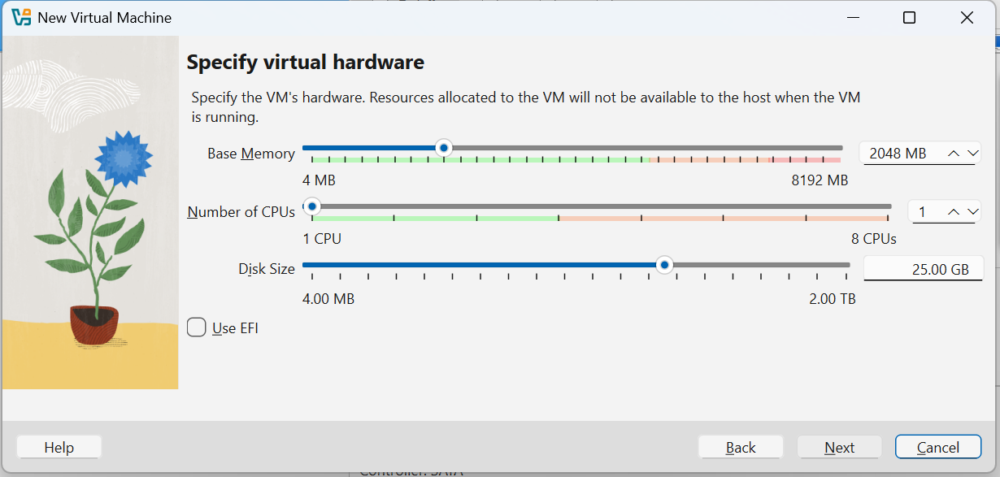 New Virtual Machine
Specify virtual hardware
Specify the VM's hardware. Resources allocated to the VM will not be available to the host when the VM
is running.
Base Memory
2048 MB
4 MB
8192 MB
Number of CPUs
1
1 CPU
8 CPUs
Disk Size
25.00 GB
4.00 MB
2.00 TB
Use EFI
Help
Back
Next
Cancel